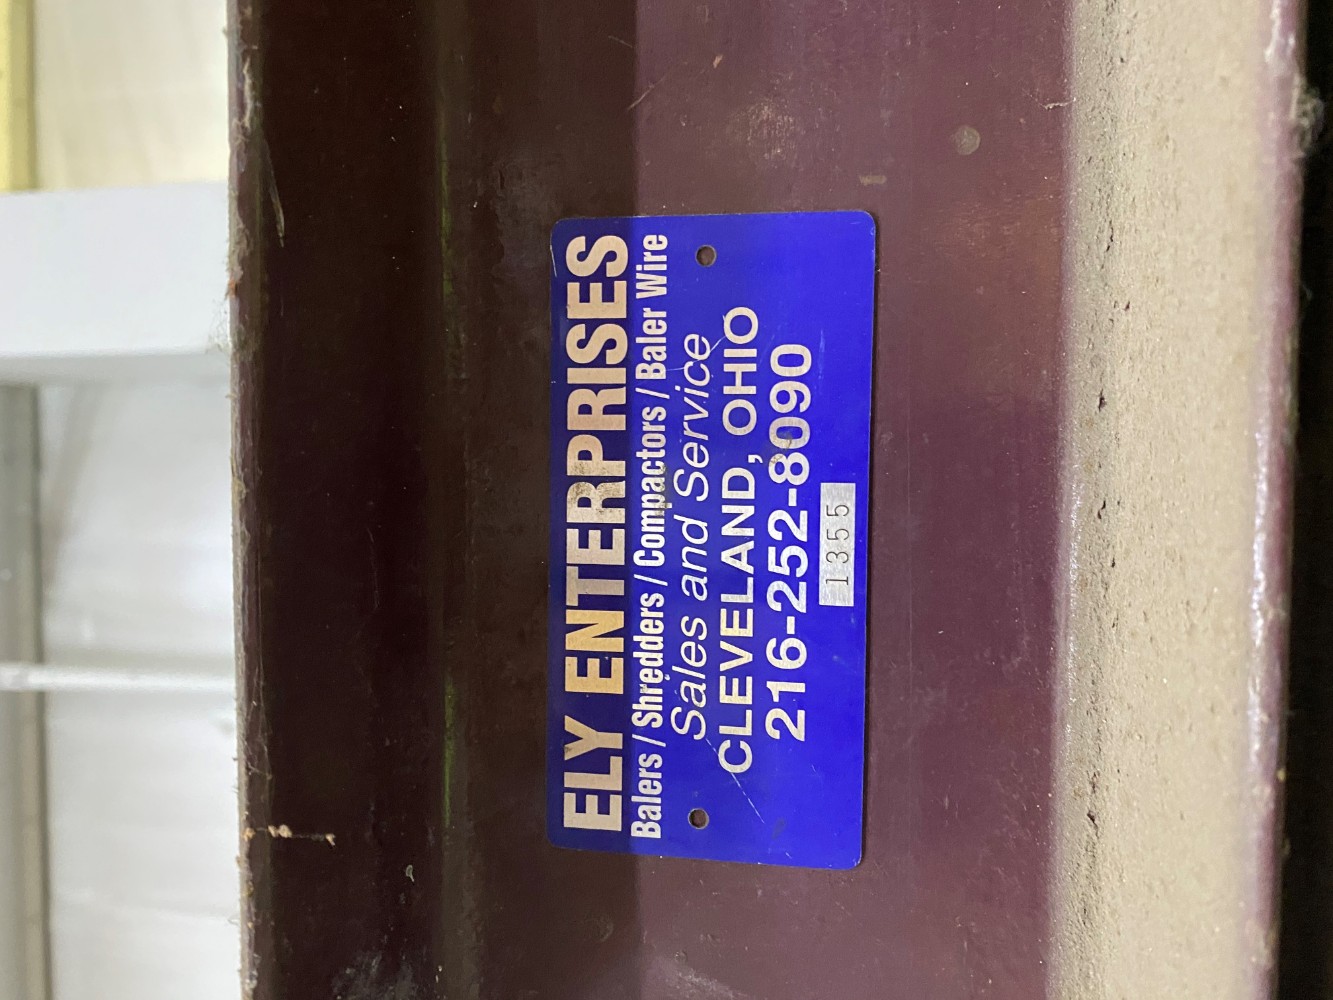 ELY ENTERPRISES
Balers / Shredders / Compactors / Baler Wire
Sales and Service
CLEVELAND, OHIO
216-252-8090
1355